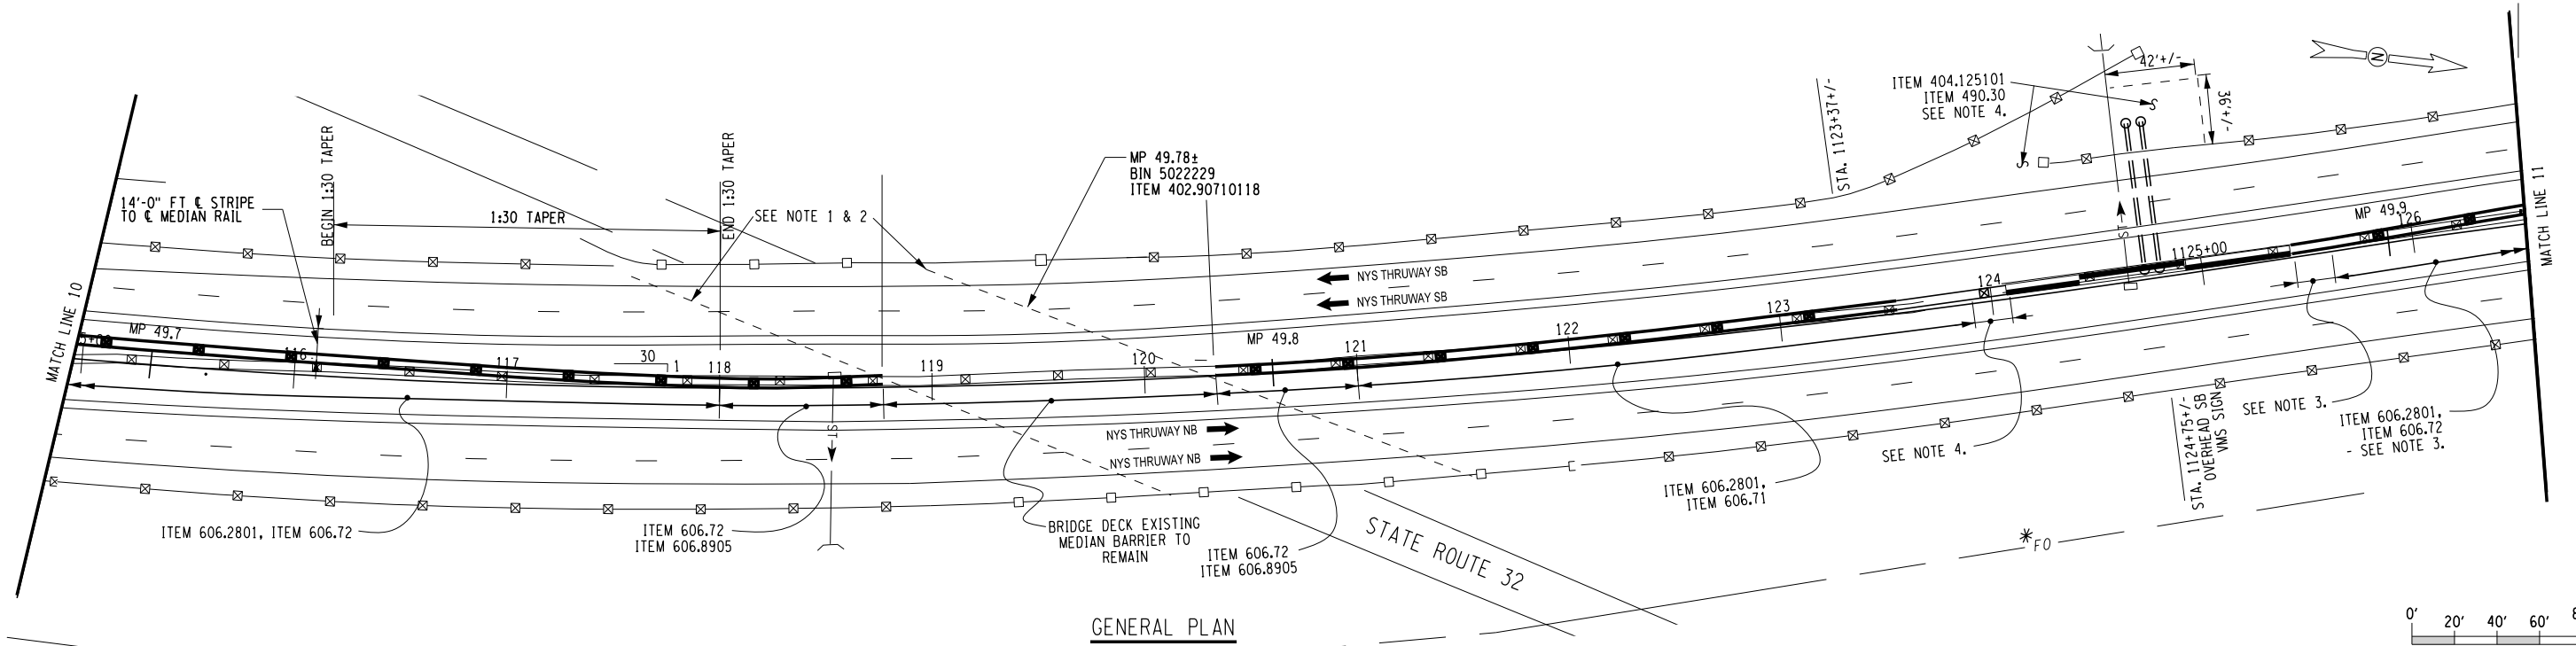 MATCH LINE 10
14'-0" FT ℄ STRIPE
TO ℄ MEDIAN RAIL
BEGIN 1:30 TAPER
1:30 TAPER
END 1:30 TAPER
SEE NOTE 1 & 2
MP 49.78±
BIN 5022229
ITEM 402.90710118
STA. 1123+37+/-
ITEM 404.125101
ITEM 490.30
SEE NOTE 4.
42'+/-
36'+/-
S
S
N
MATCH LINE 11
MP 49.7
116
117
30
1
118
119
120
MP 49.8
121
122
123
124
1125+00
MP 49.9
126
ST
ST
NYS THRUWAY SB
NYS THRUWAY SB
NYS THRUWAY NB
NYS THRUWAY NB
ITEM 606.2801, ITEM 606.72
ITEM 606.72
ITEM 606.8905
BRIDGE DECK EXISTING
MEDIAN BARRIER TO
REMAIN
ITEM 606.72
ITEM 606.8905
STATE ROUTE 32
ITEM 606.2801,
ITEM 606.71
SEE NOTE 4.
STA. 1124+75+/-
OVERHEAD SB
VMS SIGN
SEE NOTE 3.
ITEM 606.2801,
ITEM 606.72
- SEE NOTE 3.
*FO
GENERAL PLAN
0' 20' 40' 60'